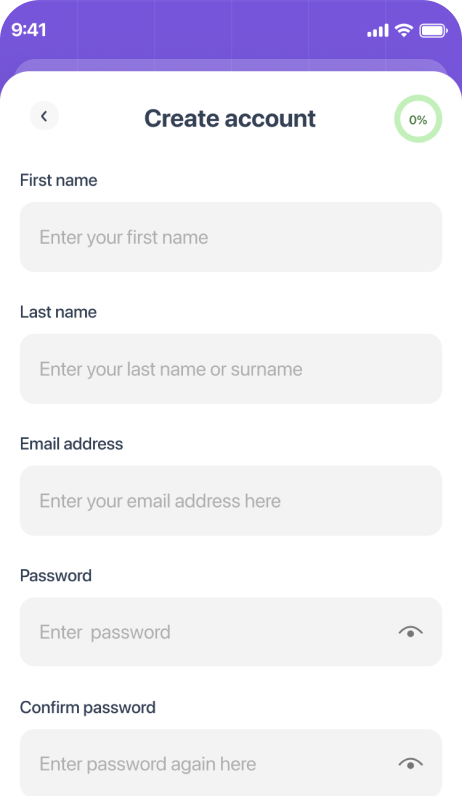 9:41
Create account
0%
First name
Enter your first name
Last name
Enter your last name or surname
Email address
Enter your email address here
Password
Enter  password
Confirm password
Enter password again here